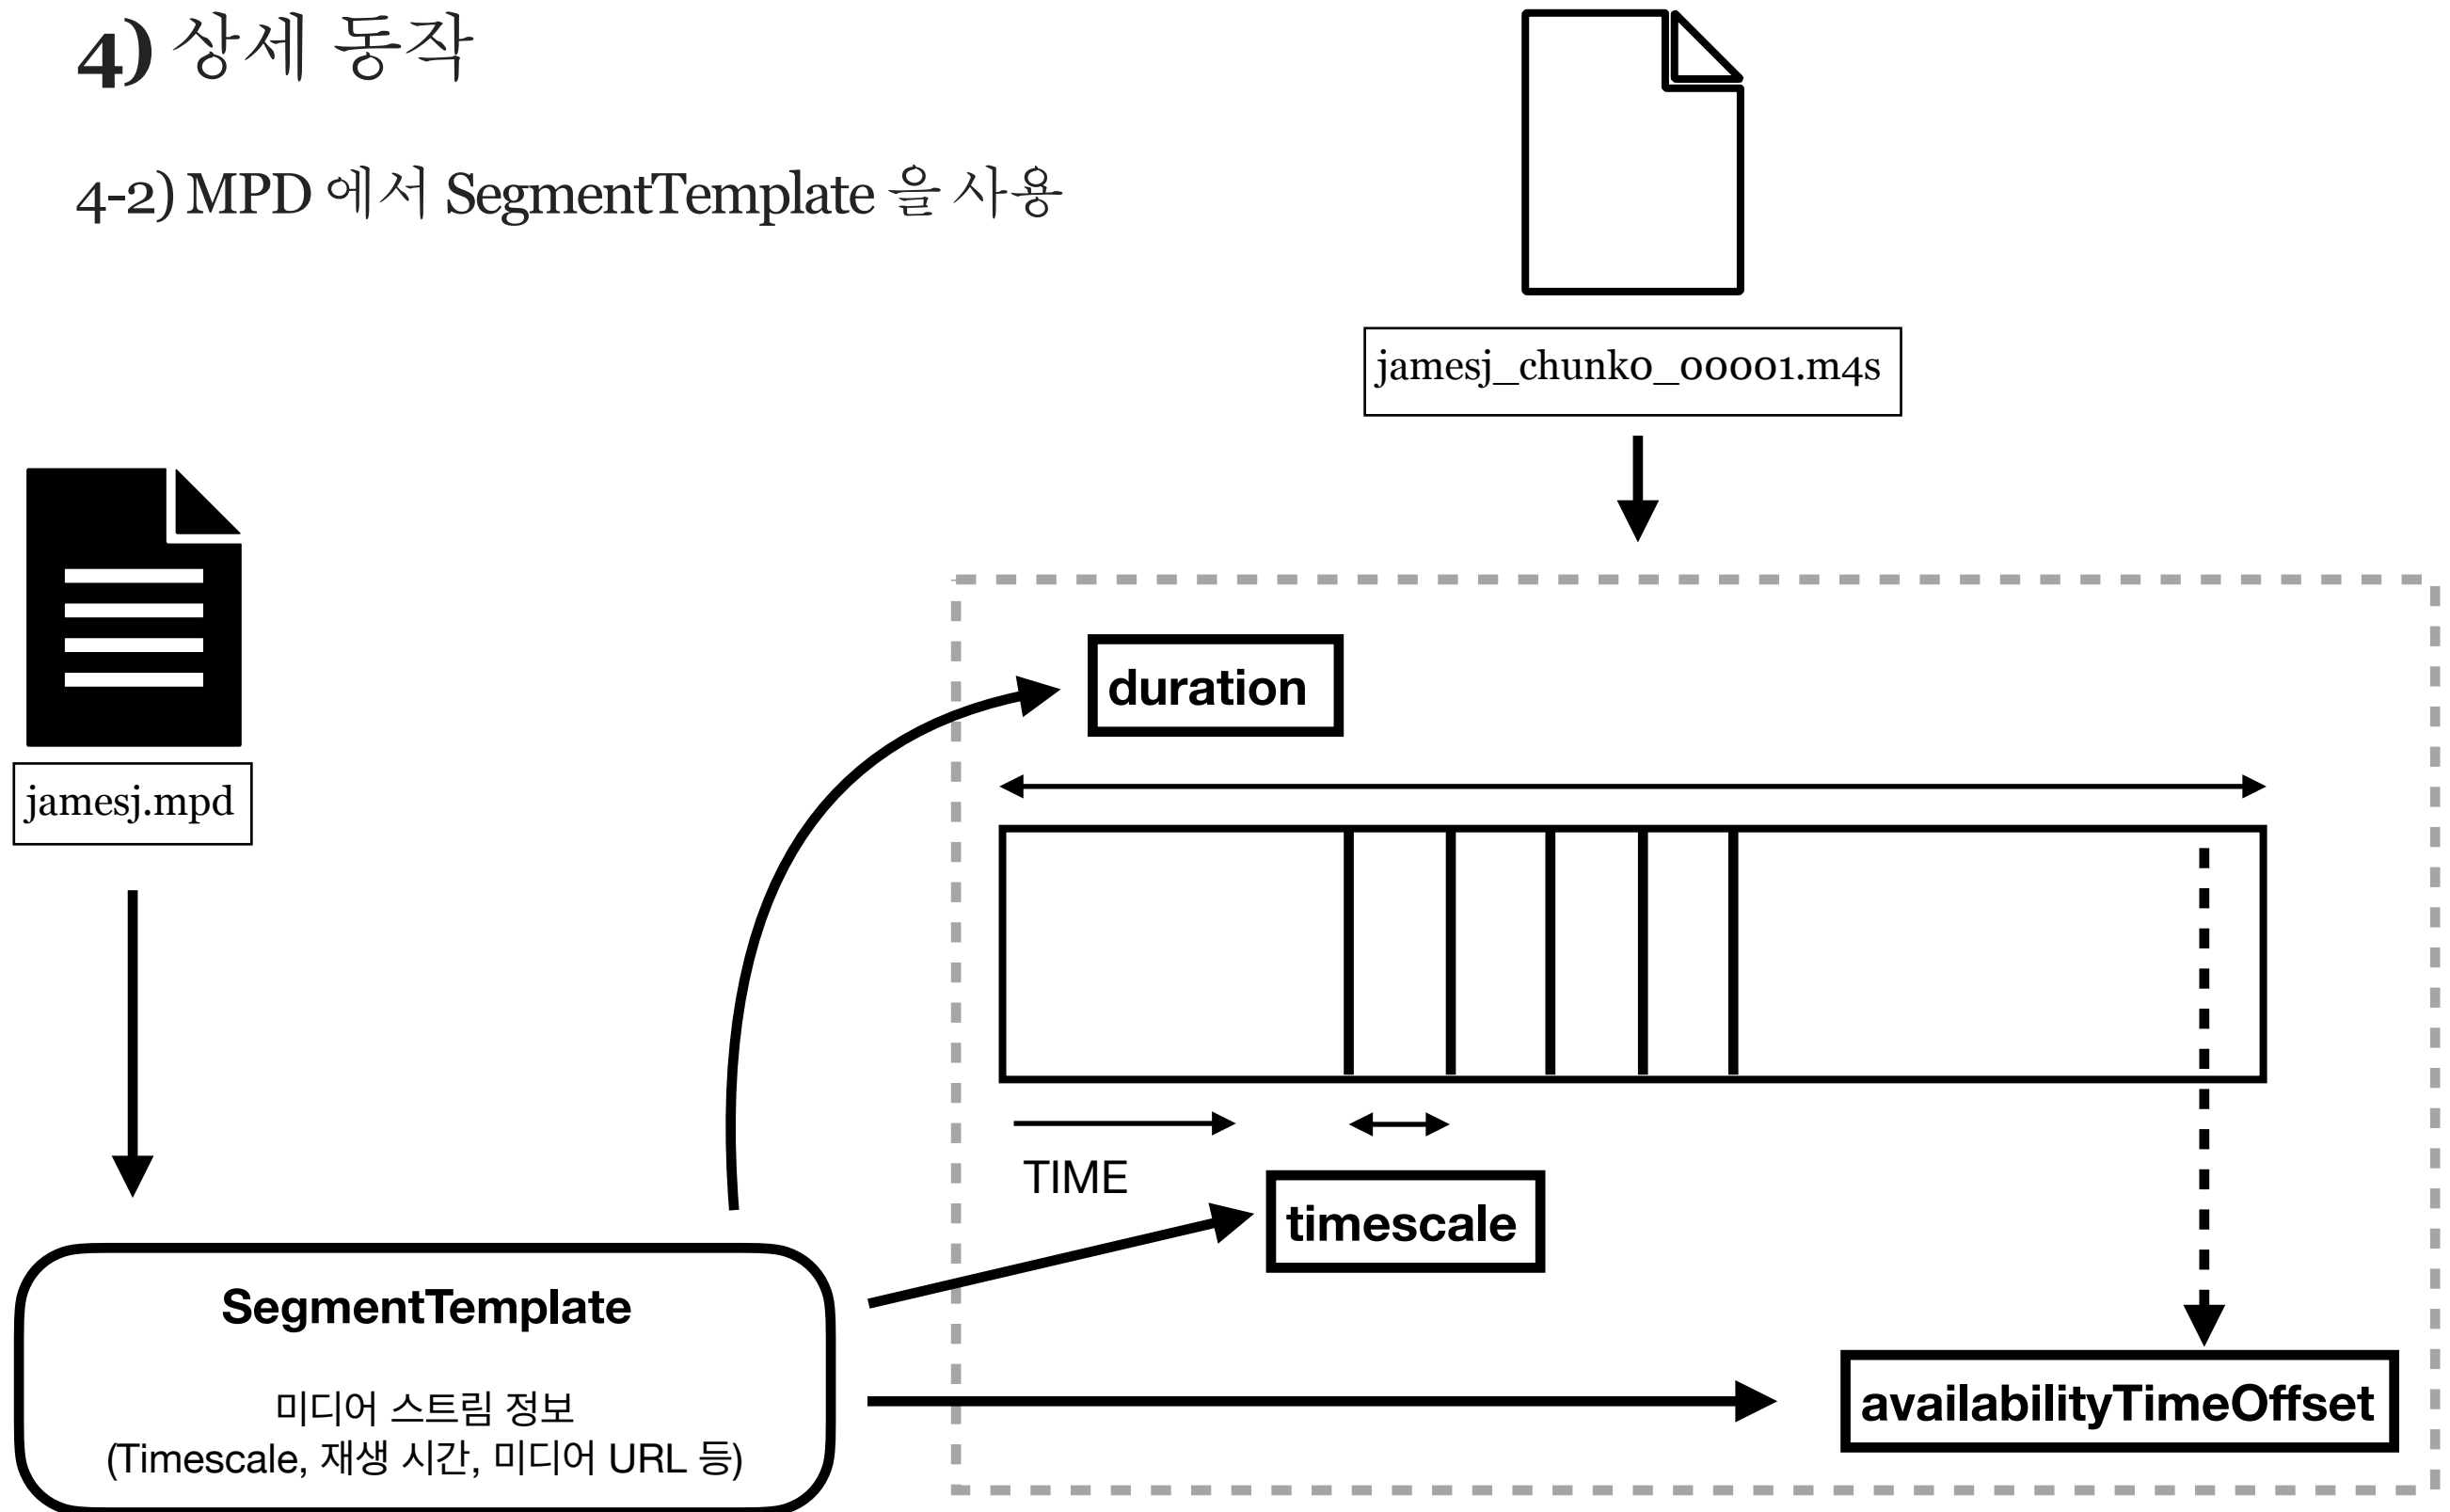 4) 상세 동작
4-2) MPD 에서 SegmentTemplate 을 사용
jamesj_chunk0_00001.m4s
jamesj.mpd
duration
TIME
timescale
SegmentTemplate
미디어 스트림 정보
(Timescale, 재생 시간, 미디어 URL 등)
availabilityTimeOffset